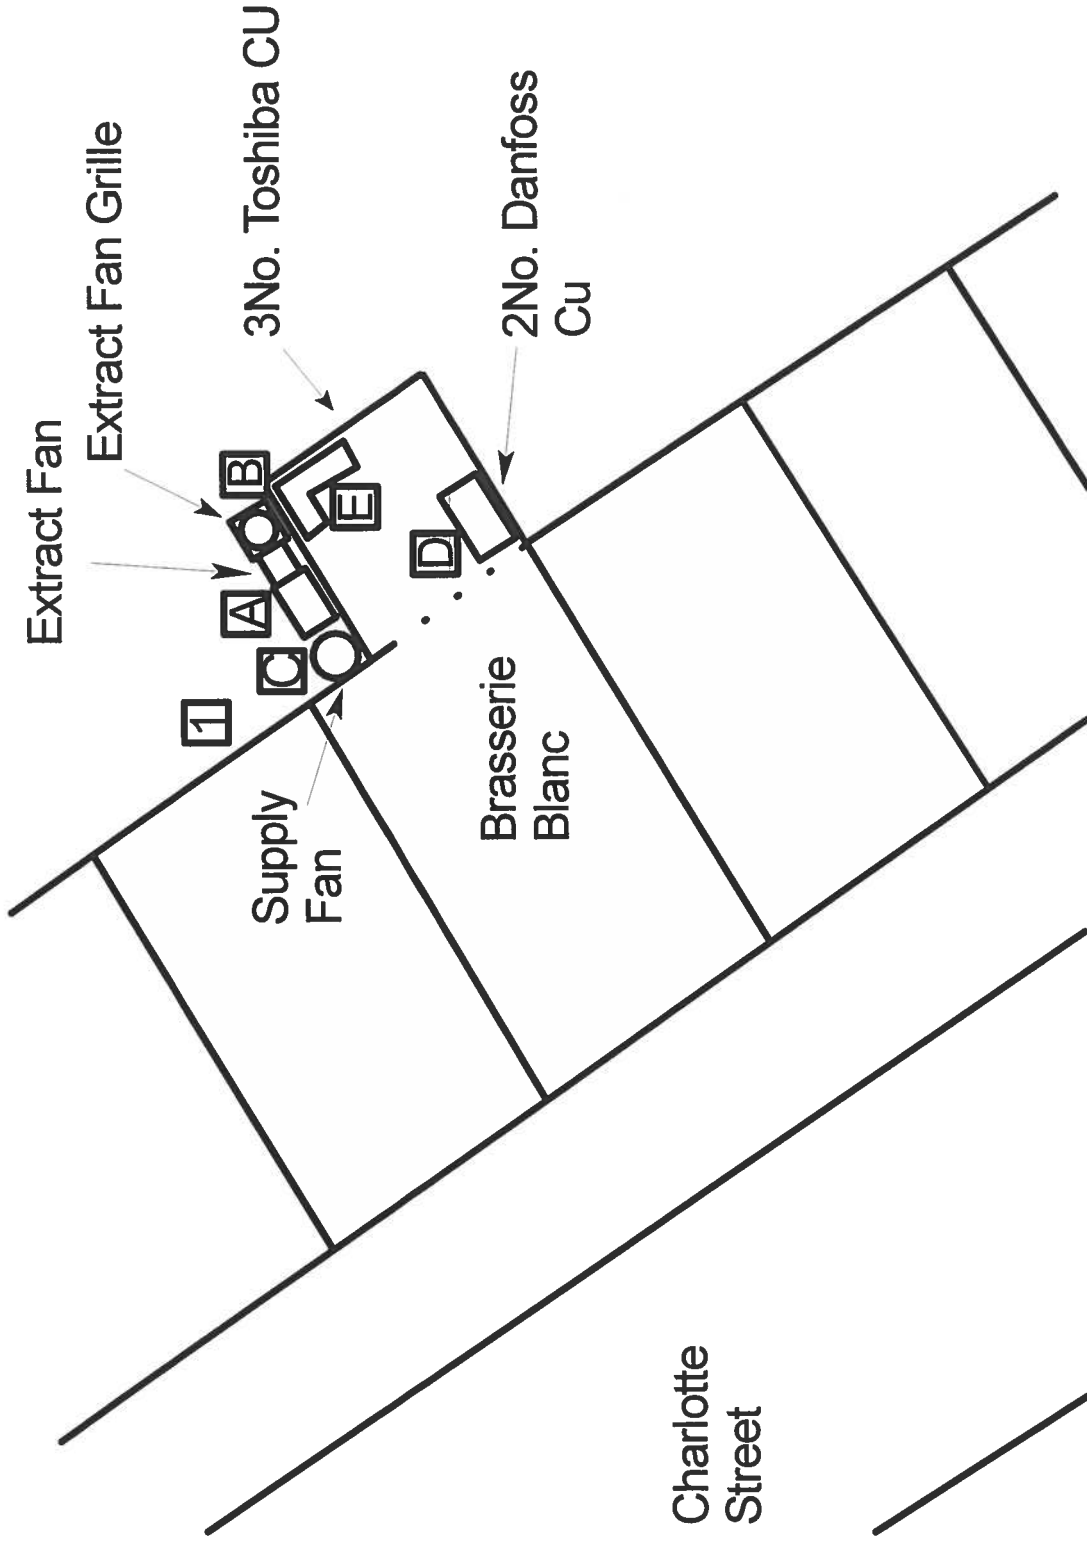 Extract Fan
Extract Fan Grille
3No. Toshiba CU
2No. Danfoss
Cu
B
A
E
C
D
1
Supply
Fan
Brasserie
Blanc
Charlotte
Street